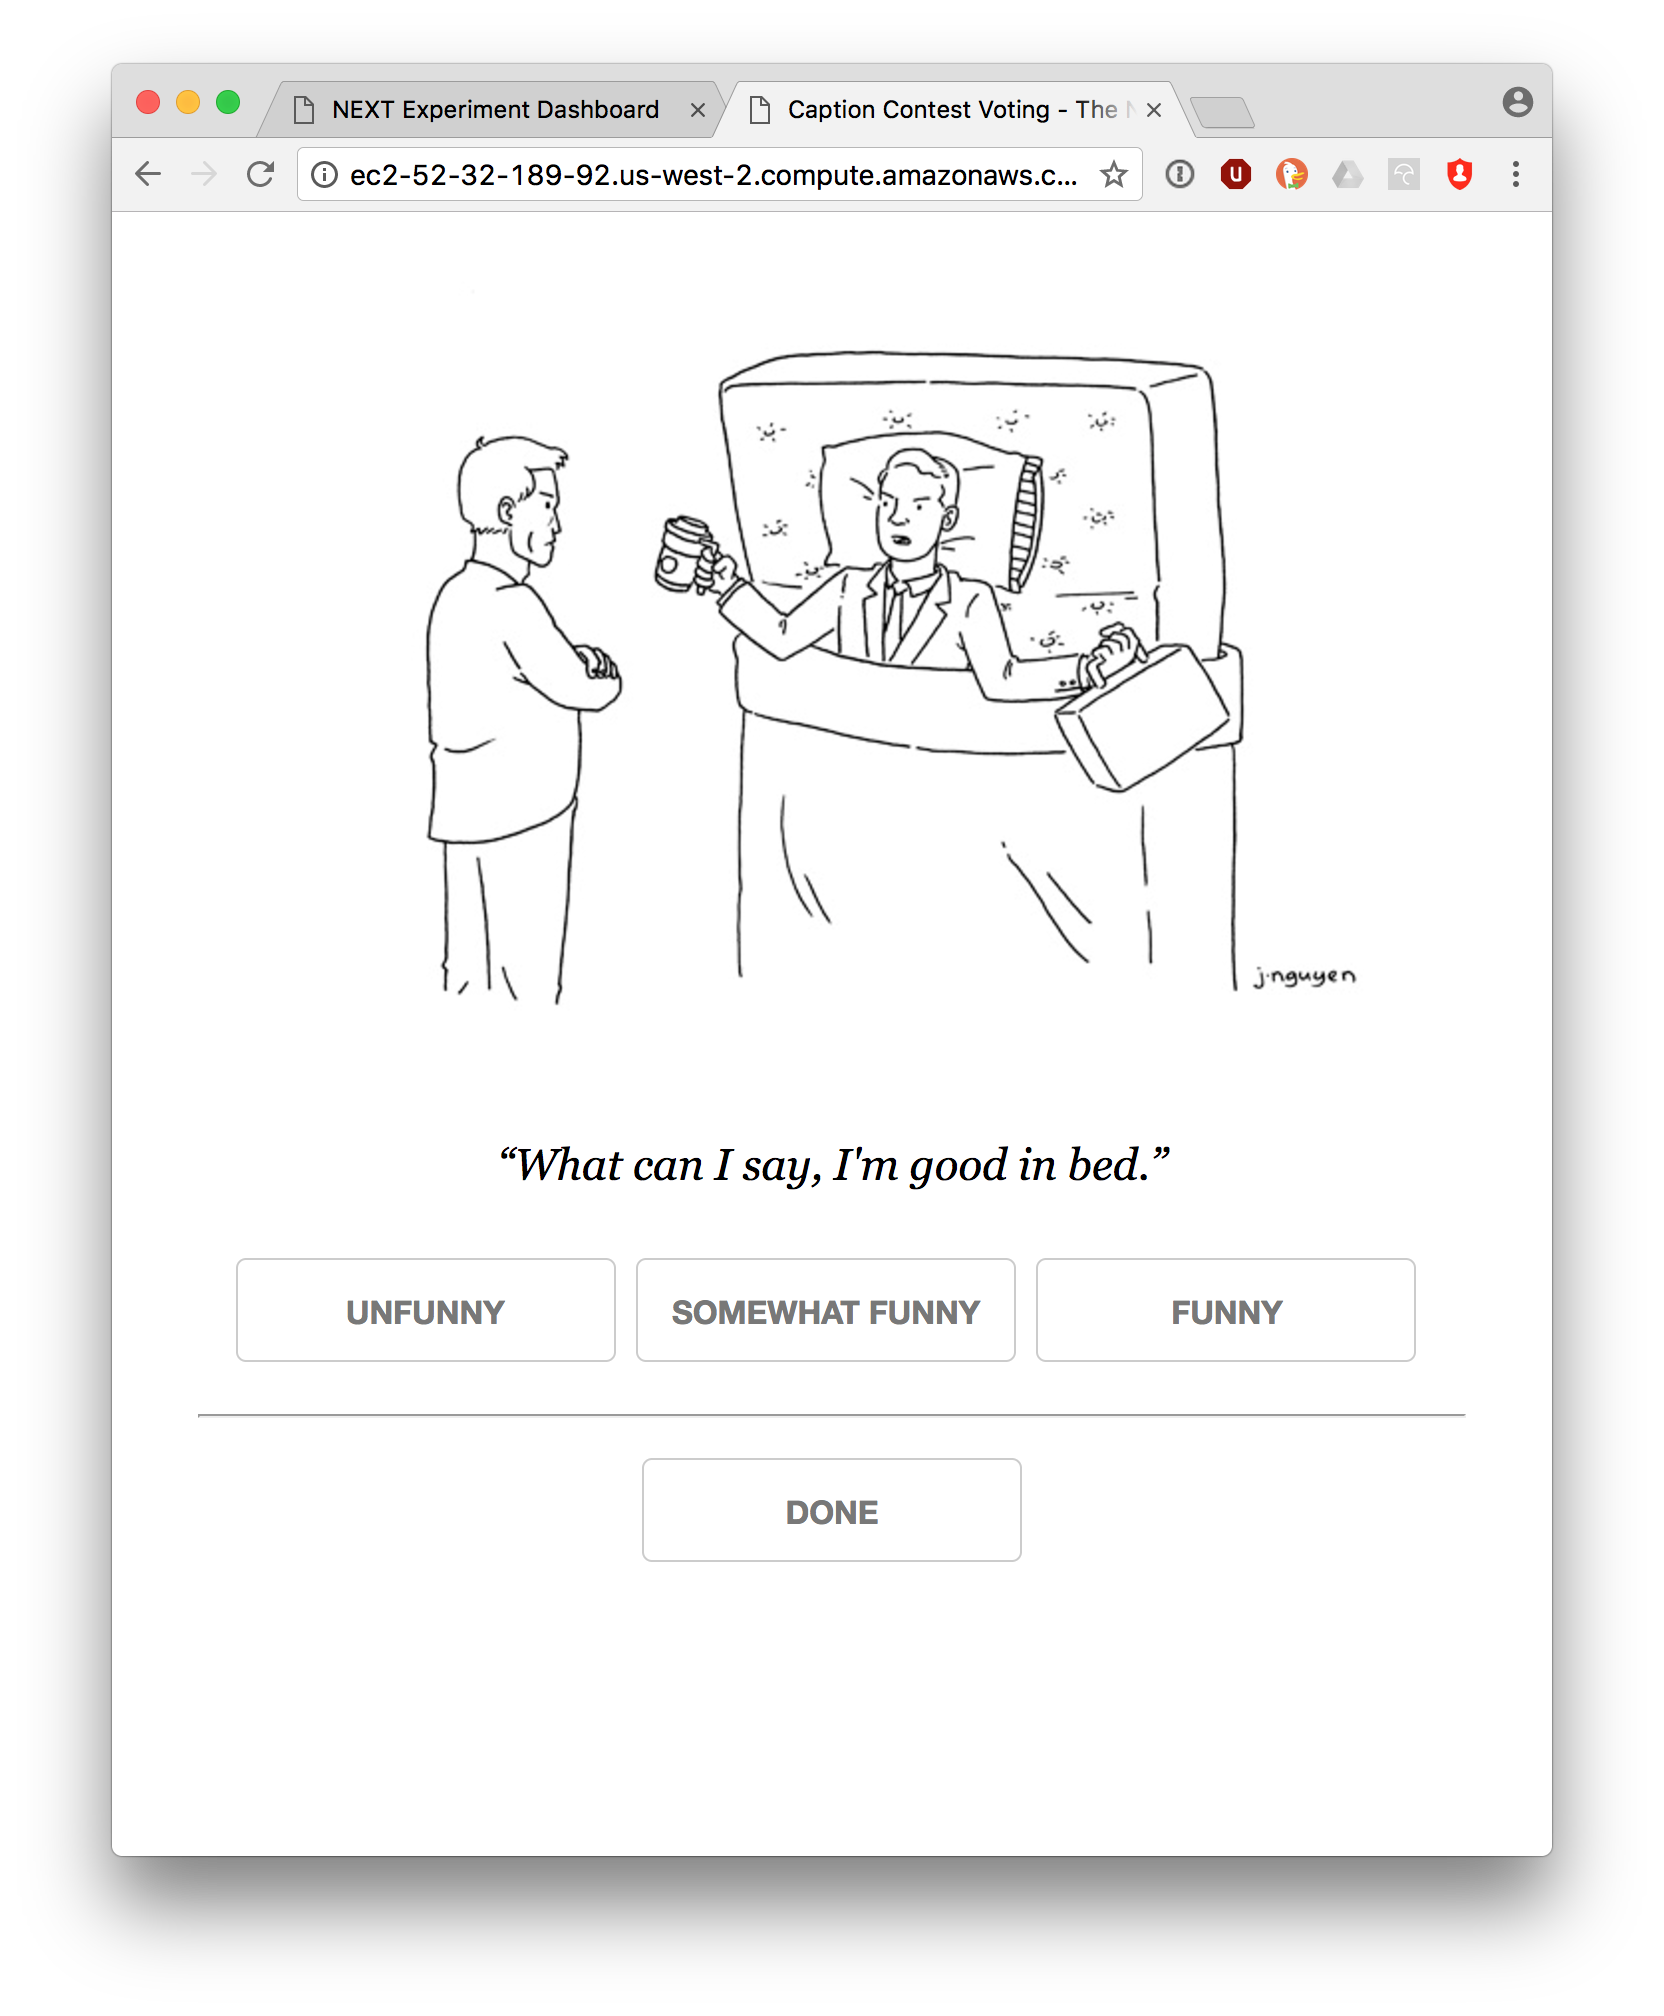 NEXT Experiment Dashboard
Caption Contest Voting - The
ec2-52-32-189-92.us-west-2.compute.amazonaws.c...
j.nguyen
“What can I say, I'm good in bed.”
UNFUNNY SOMEWHAT FUNNY FUNNY
DONE